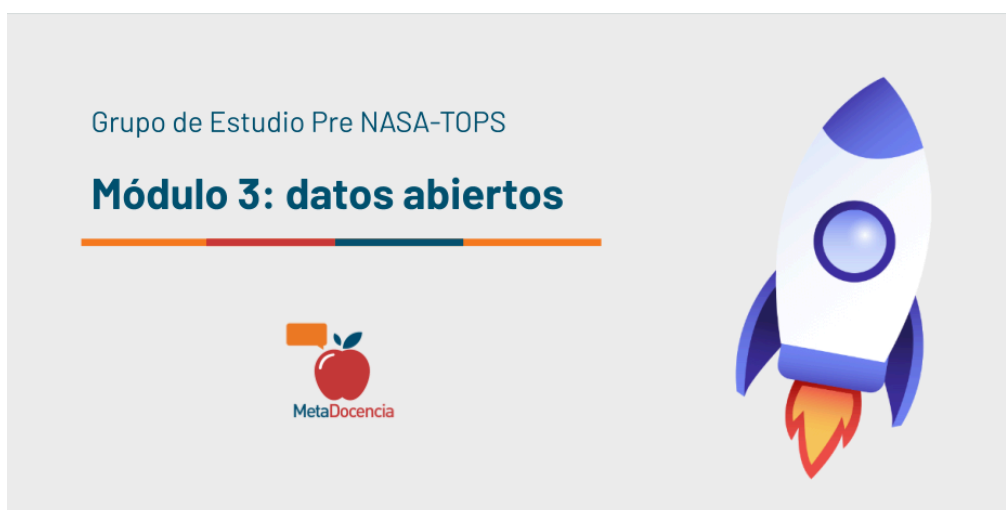 Grupo de Estudio Pre NASA-TOPS
Módulo 3: datos abiertos
MetaDocencia